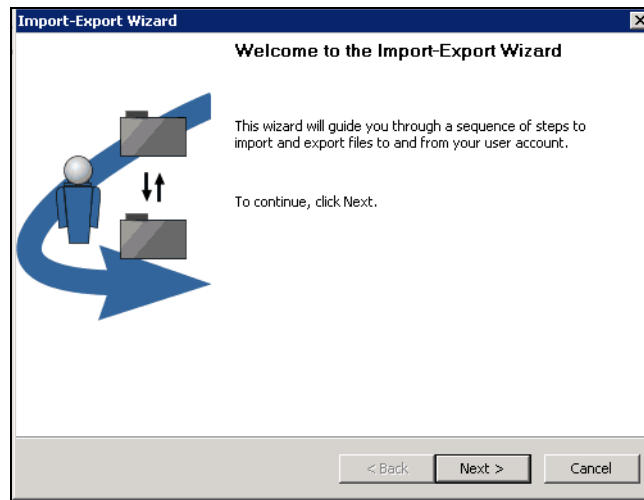 Import-Export Wizard
Welcome to the Import-Export Wizard
This wizard will guide you through a sequence of steps to
import and export files to and from your user account.
To continue, click Next.
< Back Next > Cancel